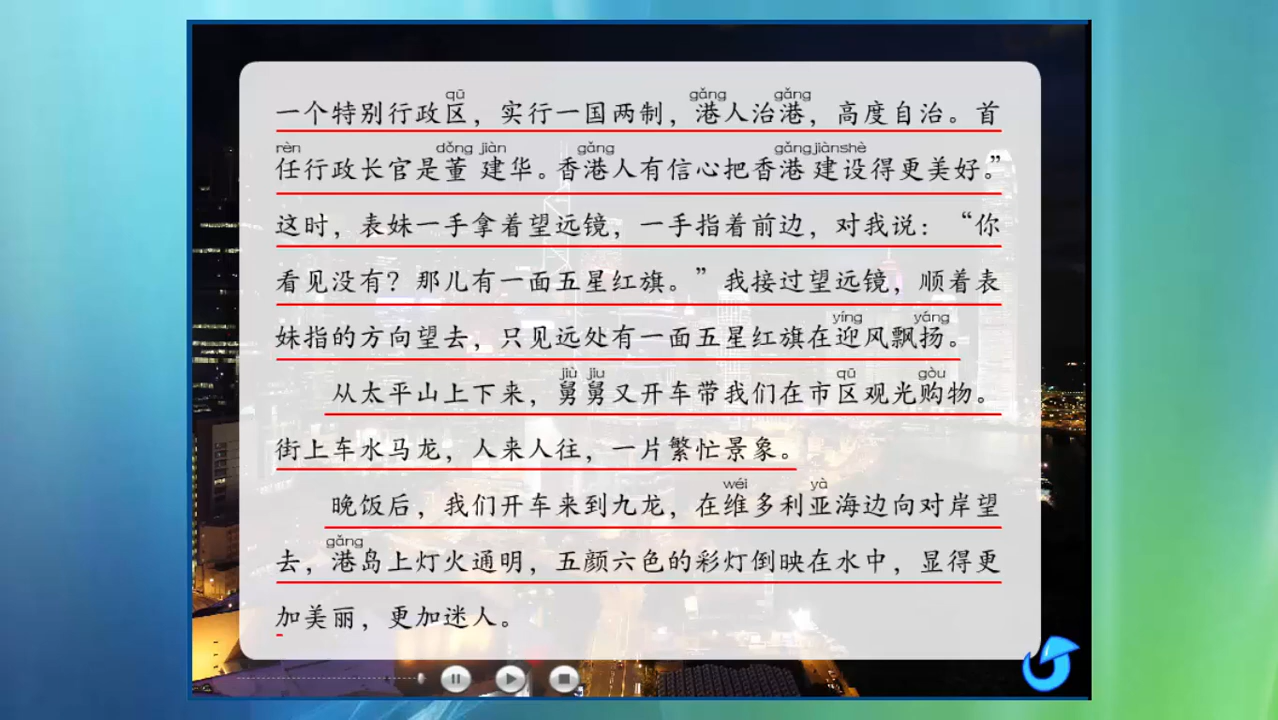 qū gǎng gǎng
一个特别行政区，实行一国两制，港人治港，高度自治。首
rèn dǒng jiàn gǎng gǎng jiànshè
任行政长官是董建华。香港人有信心把香港建设得更美好。”
这时，表妹一手拿着望远镜，一手指着前边，对我说：“你
看见没有？那儿有一面五星红旗。”我接过望远镜，顺着表
yíng yáng
妹指的方向望去，只见远处有一面五星红旗在迎风飘扬。
jiù jiu qū gòu
从太平山上下来，舅舅又开车带我们在市区观光购物。
街上车水马龙，人来人往，一片繁忙景象。
wéi yà
晚饭后，我们开车来到九龙，在维多利亚海边向对岸望
gǎng
去，港岛上灯火通明，五颜六色的彩灯倒映在水中，显得更
加美丽，更加迷人。